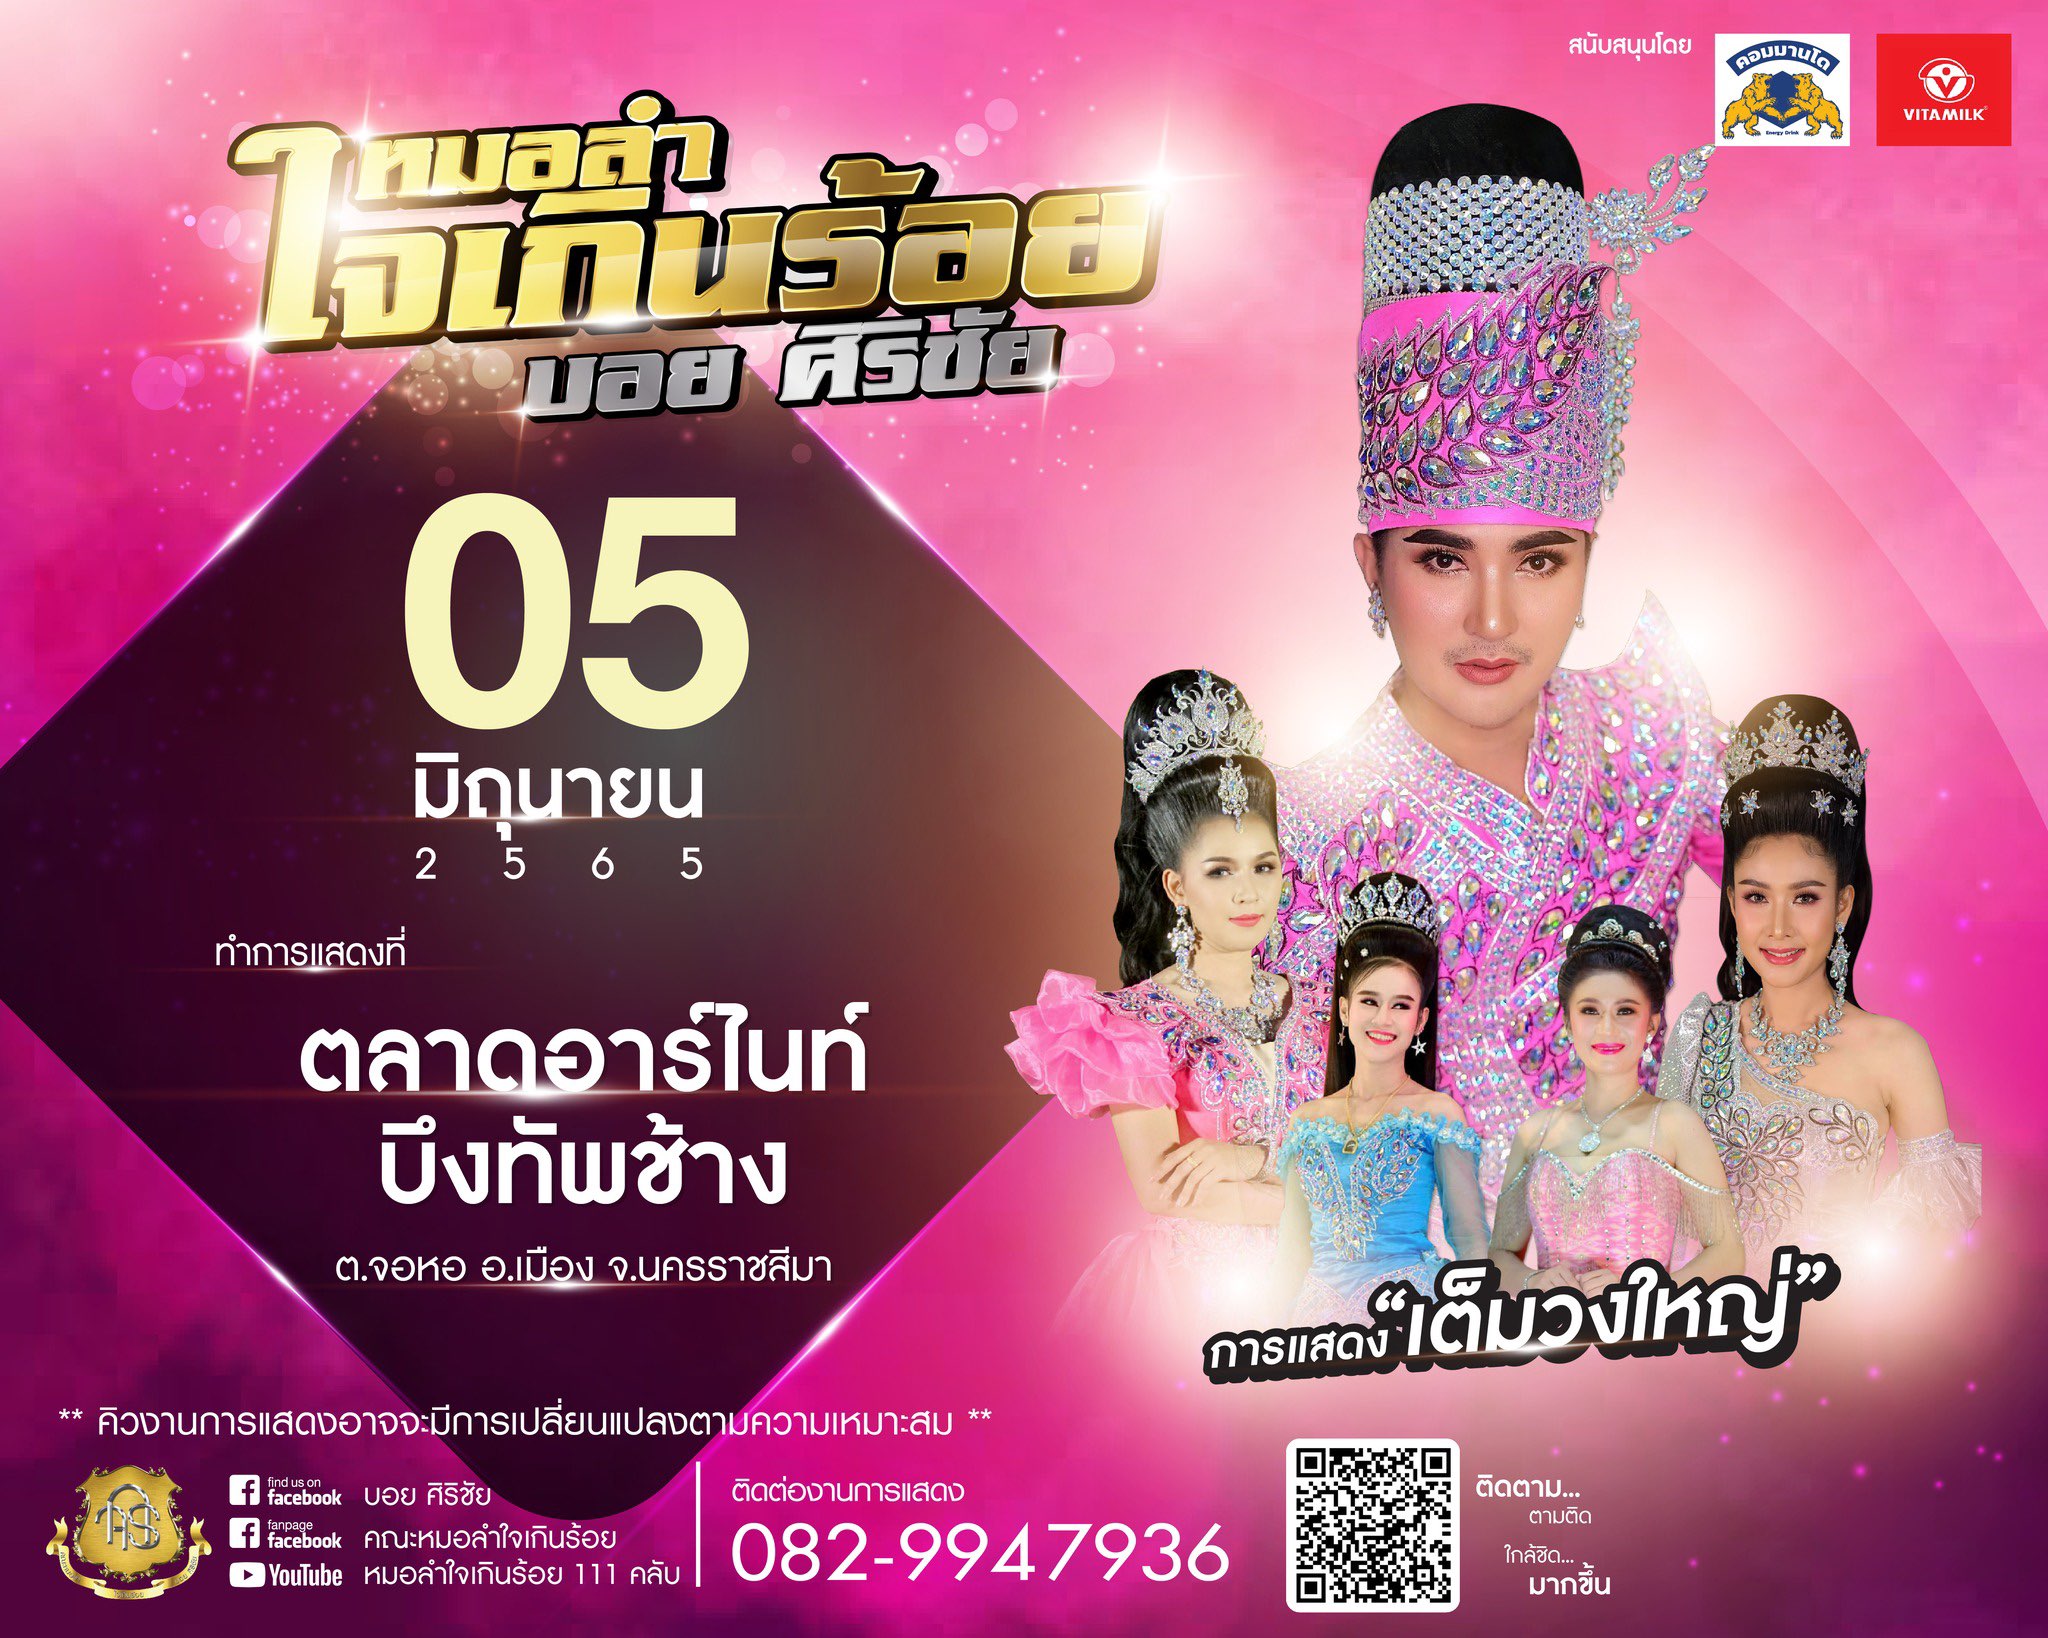 สนับสนุนโดย
คอมมานโด
Energy Drink
VITAMILK
หมอลำ
ใจเกินร้อย
บอย ศิริชัย
05
มิถุนายน
2565
ทำการแสดงที่
ตลาดอาร์ไนท์
บึงทัพช้าง
ต.จอหอ อ.เมือง จ.นครราชสีมา
การแสดง “เต็มวงใหญ่”
** คิวงานการแสดงอาจจะมีการเปลี่ยนแปลงตามความเหมาะสม **
find us on
facebook บอย ศิริชัย
fanpage
facebook คณะหมอลำใจเกินร้อย
YouTube หมอลำใจเกินร้อย 111 คลับ
ติดต่องานการแสดง
082-9947936
ติดตาม...
ตามติด
ใกล้ชิด...
มากขึ้น